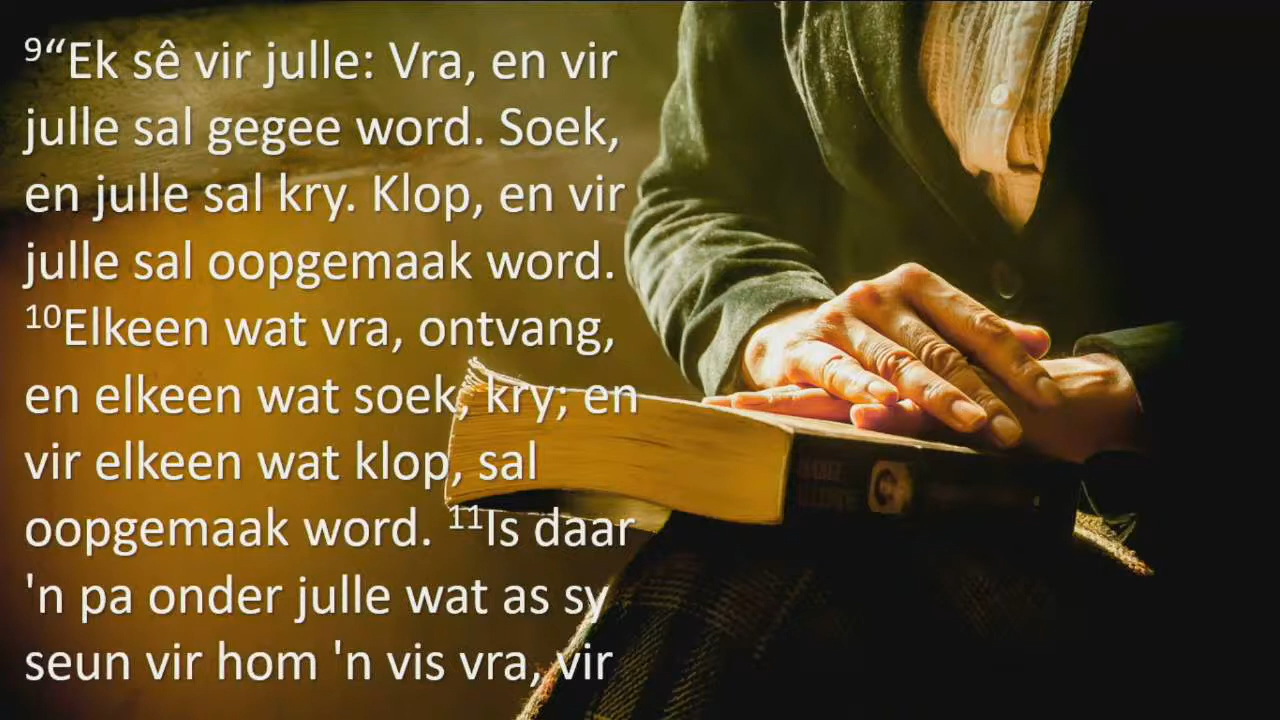 ⁹“Ek sê vir julle: Vra, en vir
julle sal gegee word. Soek,
en julle sal kry. Klop, en vir
julle sal oopgemaak word.
¹⁰Elkeen wat vra, ontvang,
en elkeen wat soek, kry; en
vir elkeen wat klop, sal
oopgemaak word. ¹¹Is daar
'n pa onder julle wat as sy
seun vir hom 'n vis vra, vir